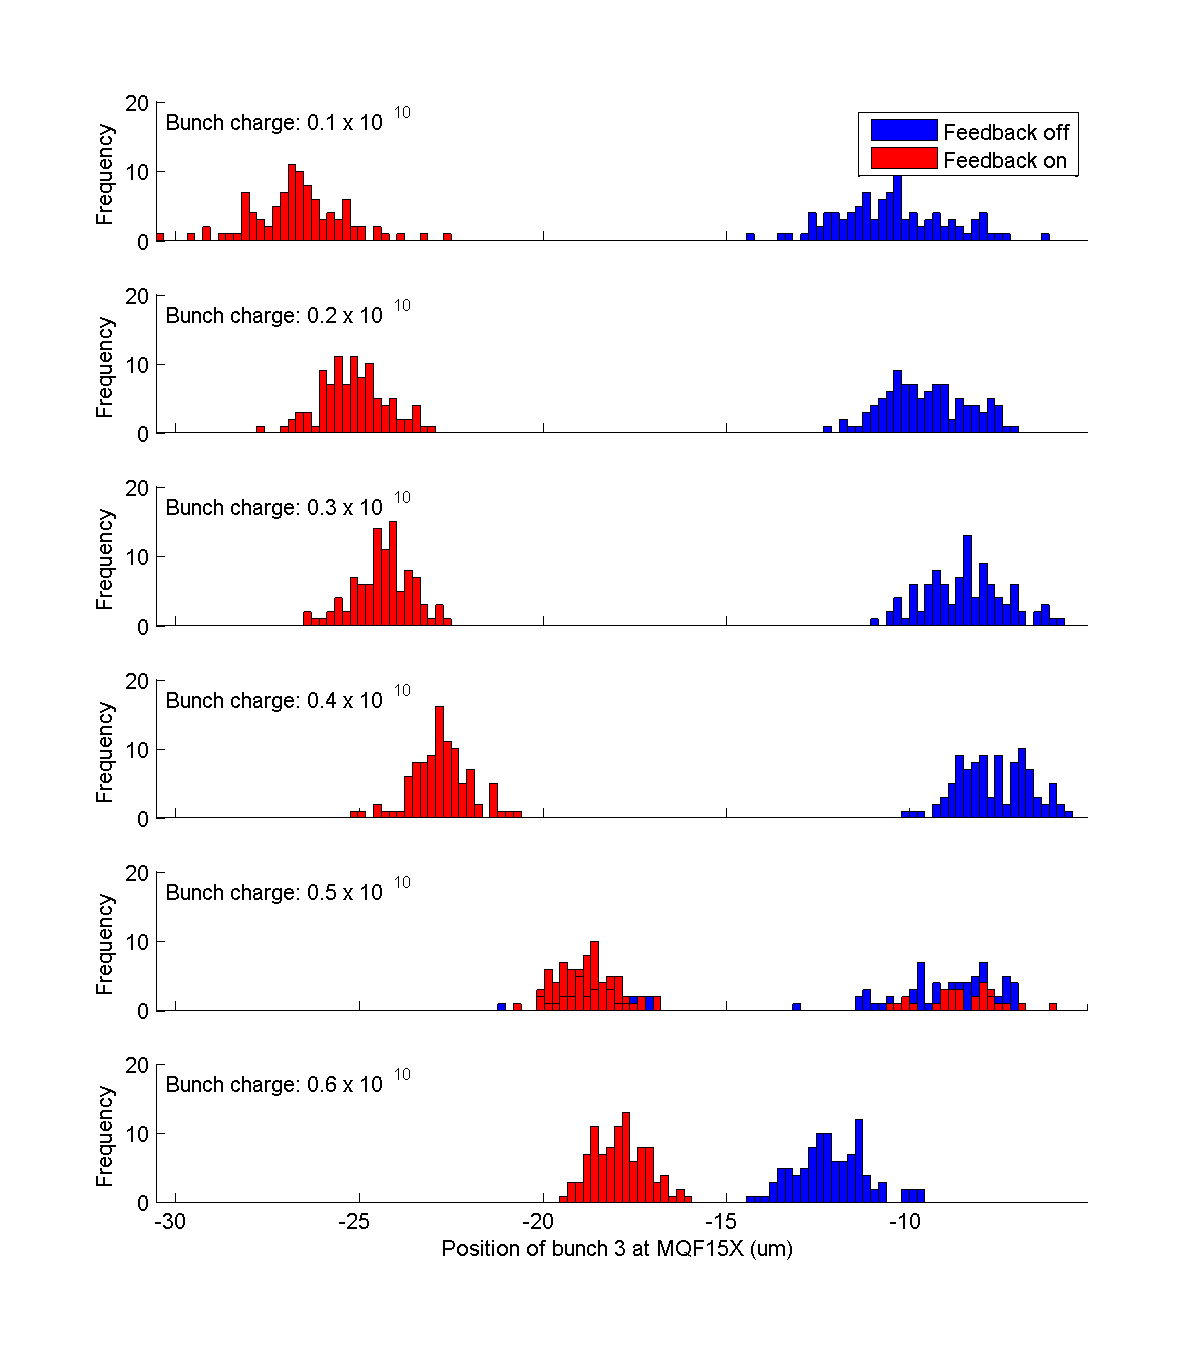 20
Bunch charge: 0.1 x 10 10
Feedback off
Feedback on
10
0
Frequency
20
Bunch charge: 0.2 x 10 10
10
0
Frequency
20
Bunch charge: 0.3 x 10 10
10
0
Frequency
20
Bunch charge: 0.4 x 10 10
10
0
Frequency
20
Bunch charge: 0.5 x 10 10
10
0
Frequency
20
Bunch charge: 0.6 x 10 10
10
0
Frequency
-30 -25 -20 -15 -10
Position of bunch 3 at MQF15X (um)